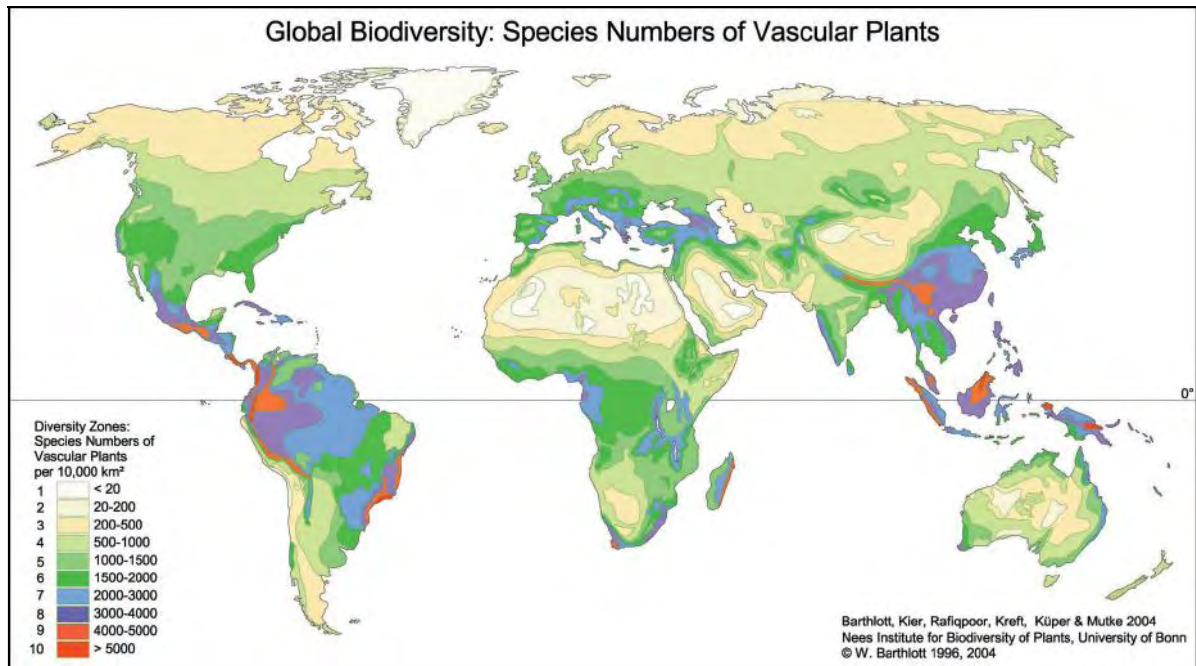 Global Biodiversity: Species Numbers of Vascular Plants
0°
Diversity Zones:
Species Numbers of
Vascular Plants
per 10,000 km²
1 < 20
2 20-200
3 200-500
4 500-1000
5 1000-1500
6 1500-2000
7 2000-3000
8 3000-4000
9 4000-5000
10 > 5000
Barthlott, Kier, Rafiqpoor, Kreft, Küper & Mutke 2004
Nees Institute for Biodiversity of Plants, University of Bonn
© W. Barthlott 1996, 2004